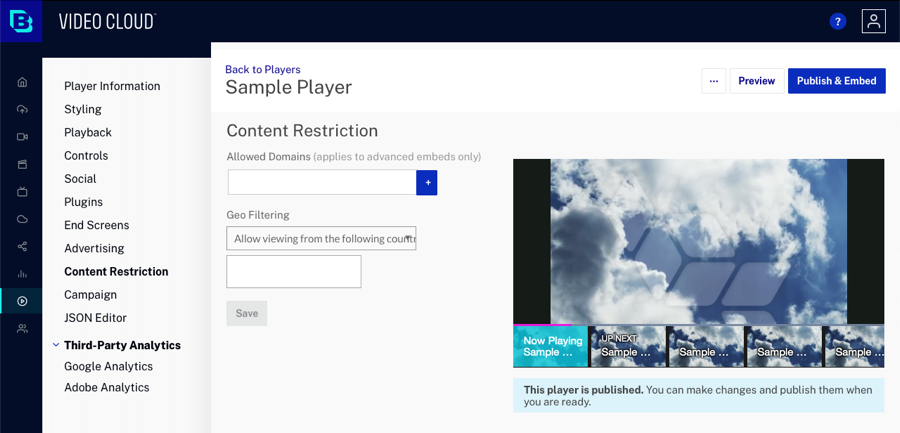 VIDEO CLOUD
?
Back to Players
Sample Player
...
Preview
Publish & Embed
Player Information
Styling
Playback
Controls
Social
Plugins
End Screens
Advertising
Content Restriction
Campaign
JSON Editor
Third-Party Analytics
Google Analytics
Adobe Analytics
Content Restriction
Allowed Domains (applies to advanced embeds only)
+
Geo Filtering
Allow viewing from the following countr
Save
Now Playing
Sample ...
UP NEXT
Sample ...
Sample ...
Sample ...
Sample ...
This player is published. You can make changes and publish them when
you are ready.